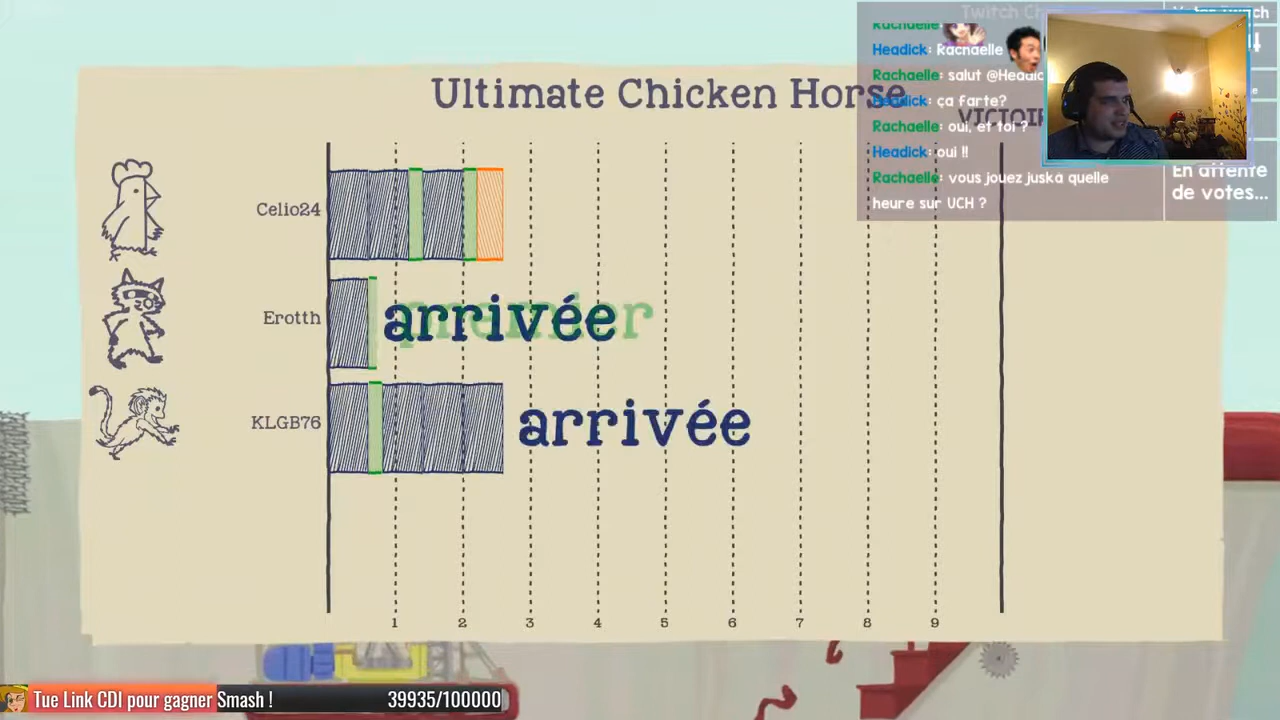 Ultimate Chicken Horse
Celio24
Erotth
arrivée
premier
KLGB76
arrivée
1 2 3 4 5 6 7 8 9
Rachaelle:
Headick: Rachaelle
Rachaelle: salut
Headick: ça farte?
Rachaelle: oui, et toi ?
Headick: oui !!
Rachaelle: vous jouez juska quelle
heure sur UCH ?
En attente
de votes...
Tue Link CDI pour gagner Smash !
39935/100000